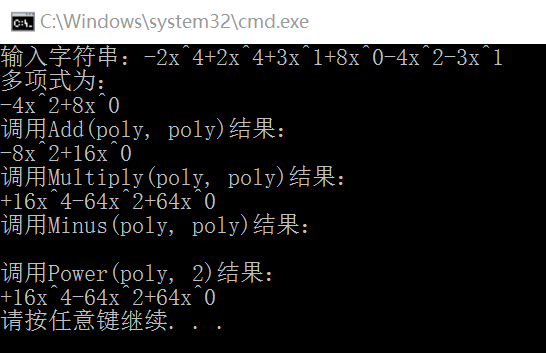 C:\Windows\system32\cmd.exe
输入字符串：-2x^4+2x^4+3x^1+8x^0-4x^2-3x^1
多项式为：
-4x^2+8x^0
调用Add(poly, poly)结果：
-8x^2+16x^0
调用Multiply(poly, poly)结果：
+16x^4-64x^2+64x^0
调用Minus(poly, poly)结果：
调用Power(poly, 2)结果：
+16x^4-64x^2+64x^0
请按任意键继续. . .